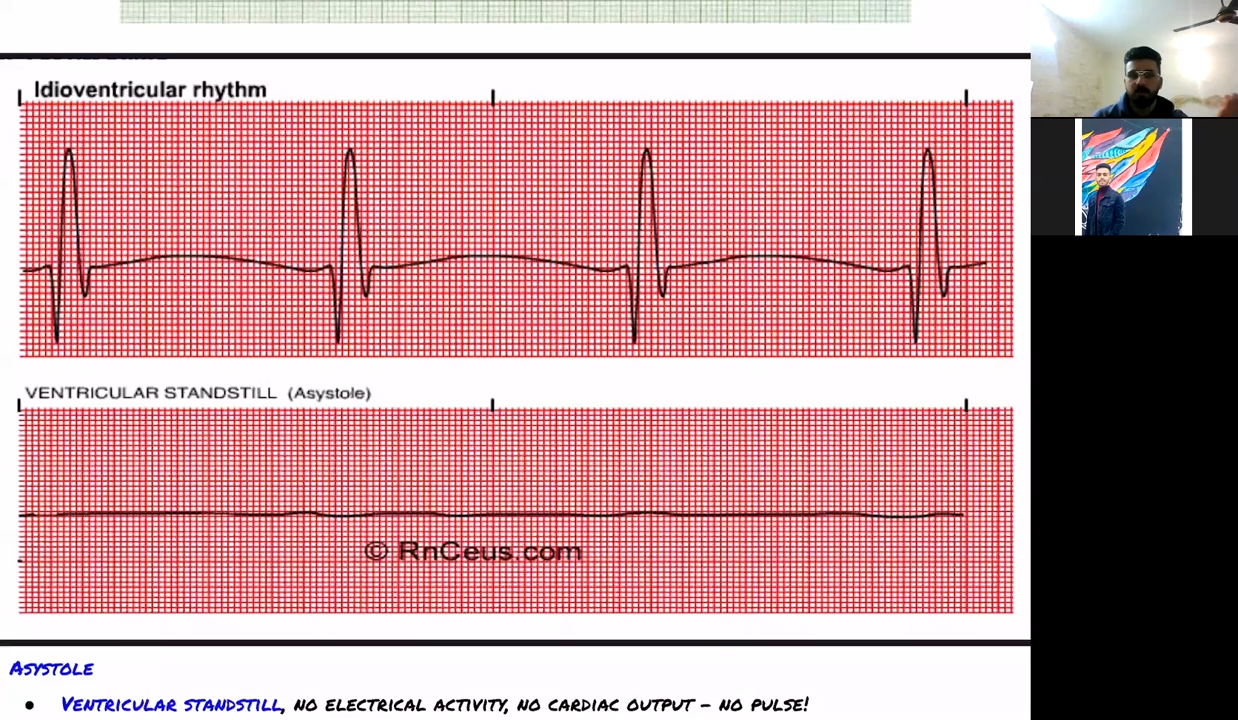 Idioventricular rhythm
VENTRICULAR STANDSTILL (Asystole)
© RnCeus.com
ASYSTOLE
● VENTRICULAR STANDSTILL, NO ELECTRICAL ACTIVITY, NO CARDIAC OUTPUT – NO PULSE!